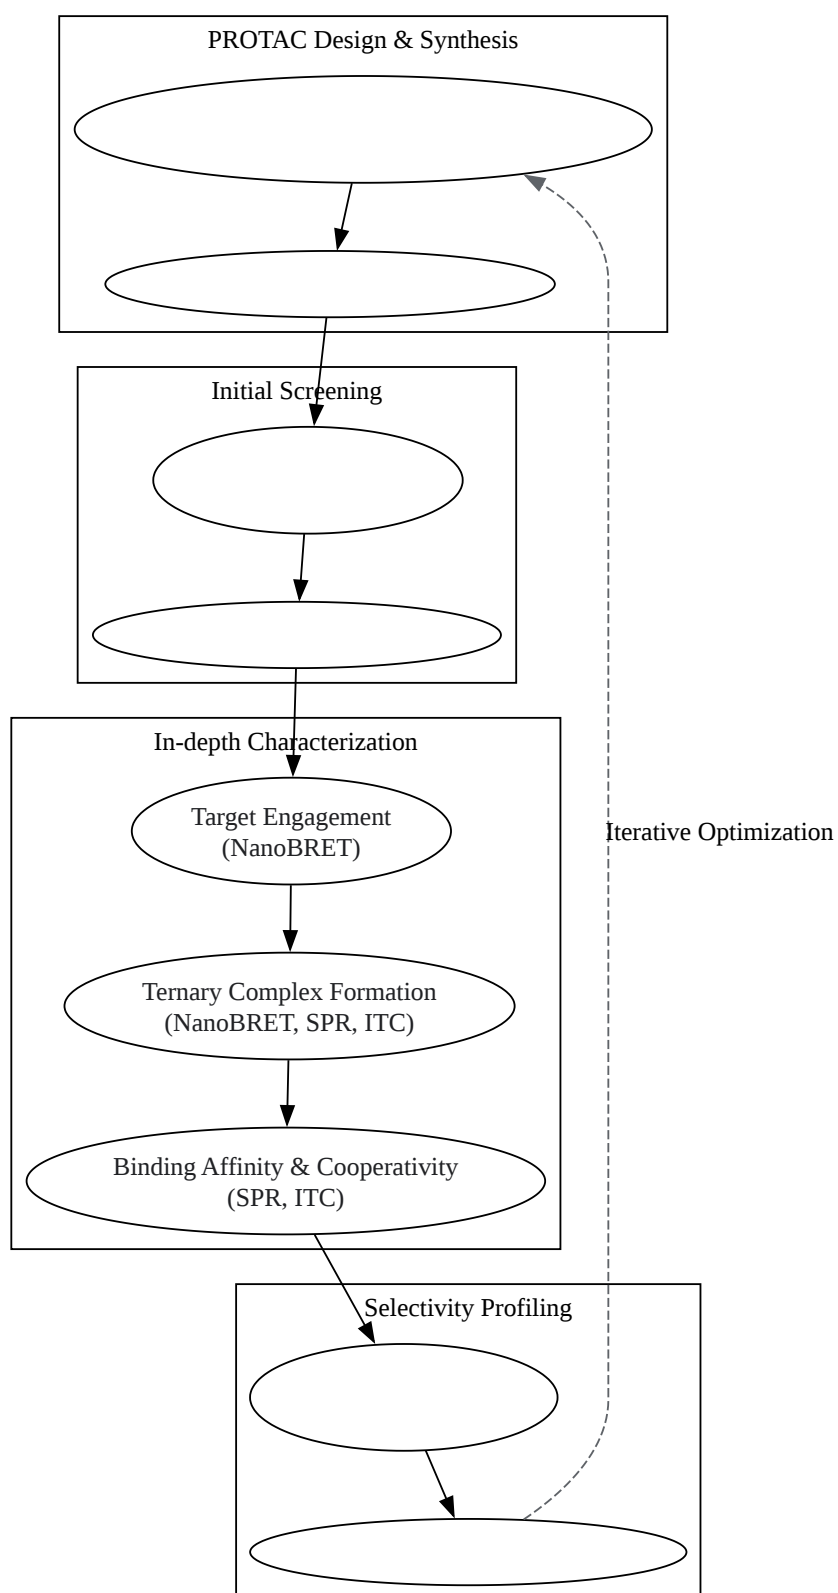 PROTAC Design & Synthesis
Initial Screening
In-depth Characterization
Target Engagement
(NanoBRET)
Iterative Optimization
Ternary Complex Formation
(NanoBRET, SPR, ITC)
Binding Affinity & Cooperativity
(SPR, ITC)
Selectivity Profiling